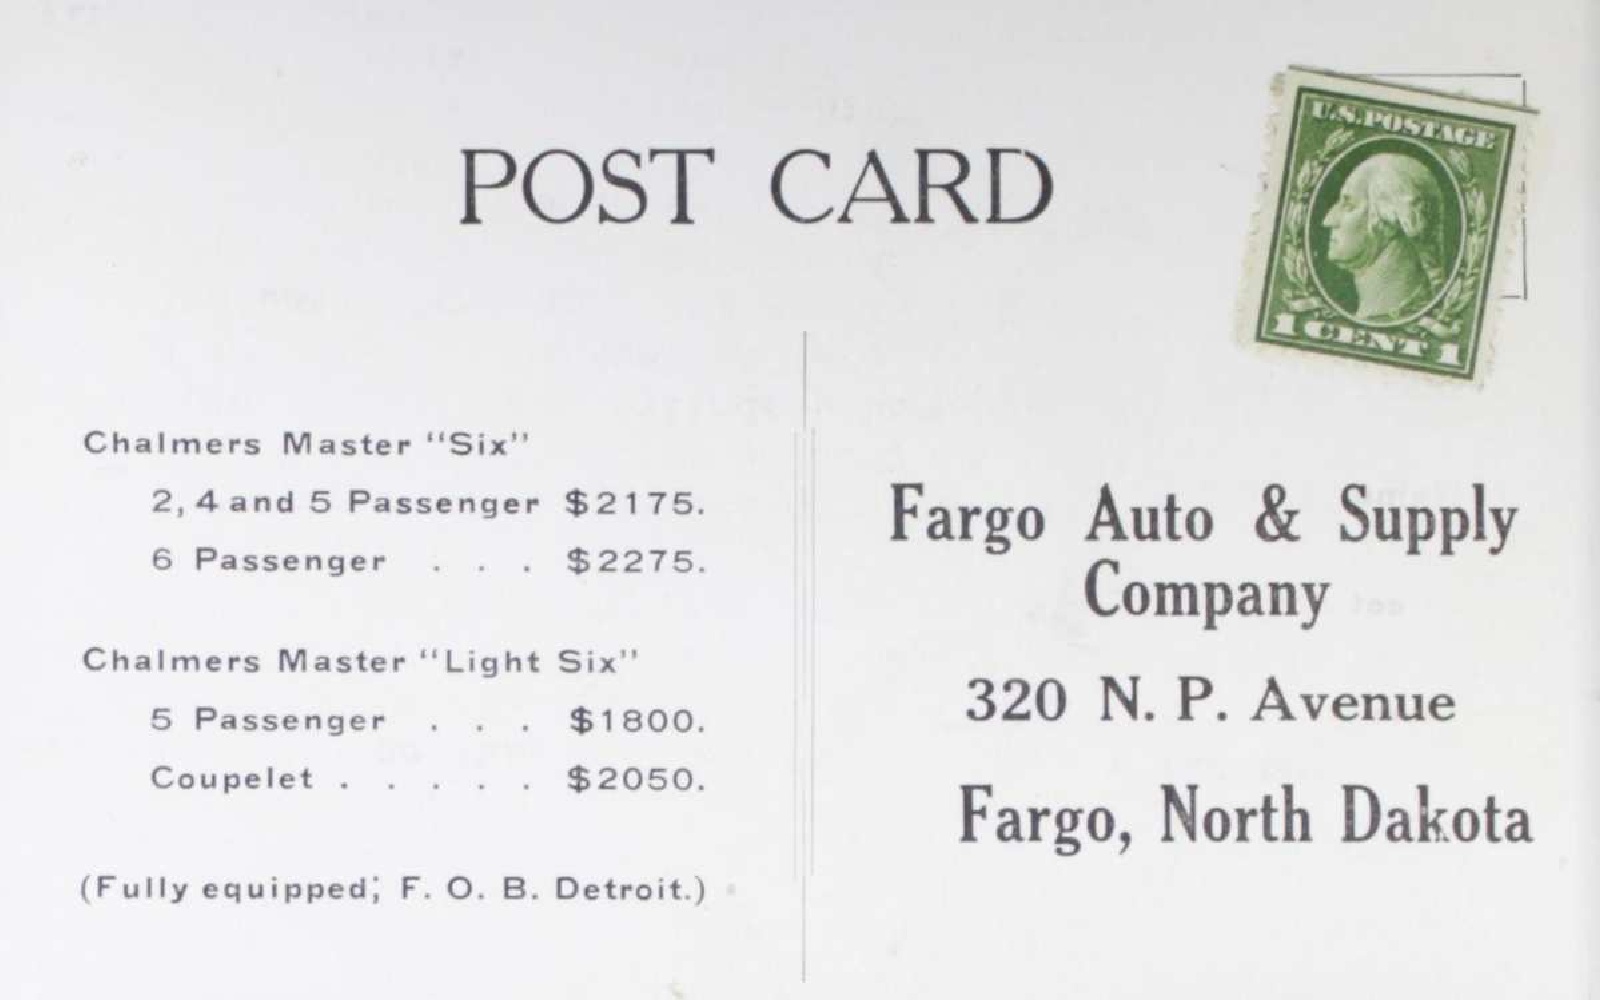 POST CARD
U.S. POSTAGE
1 CENT 1
Chalmers Master "Six"
2, 4 and 5 Passenger $2175.
6 Passenger . . . $2275.
Chalmers Master "Light Six"
5 Passenger . . . $1800.
Coupelet . . . . . $2050.
(Fully equipped; F. O. B. Detroit.)
Fargo Auto & Supply
Company
320 N. P. Avenue
Fargo, North Dakota